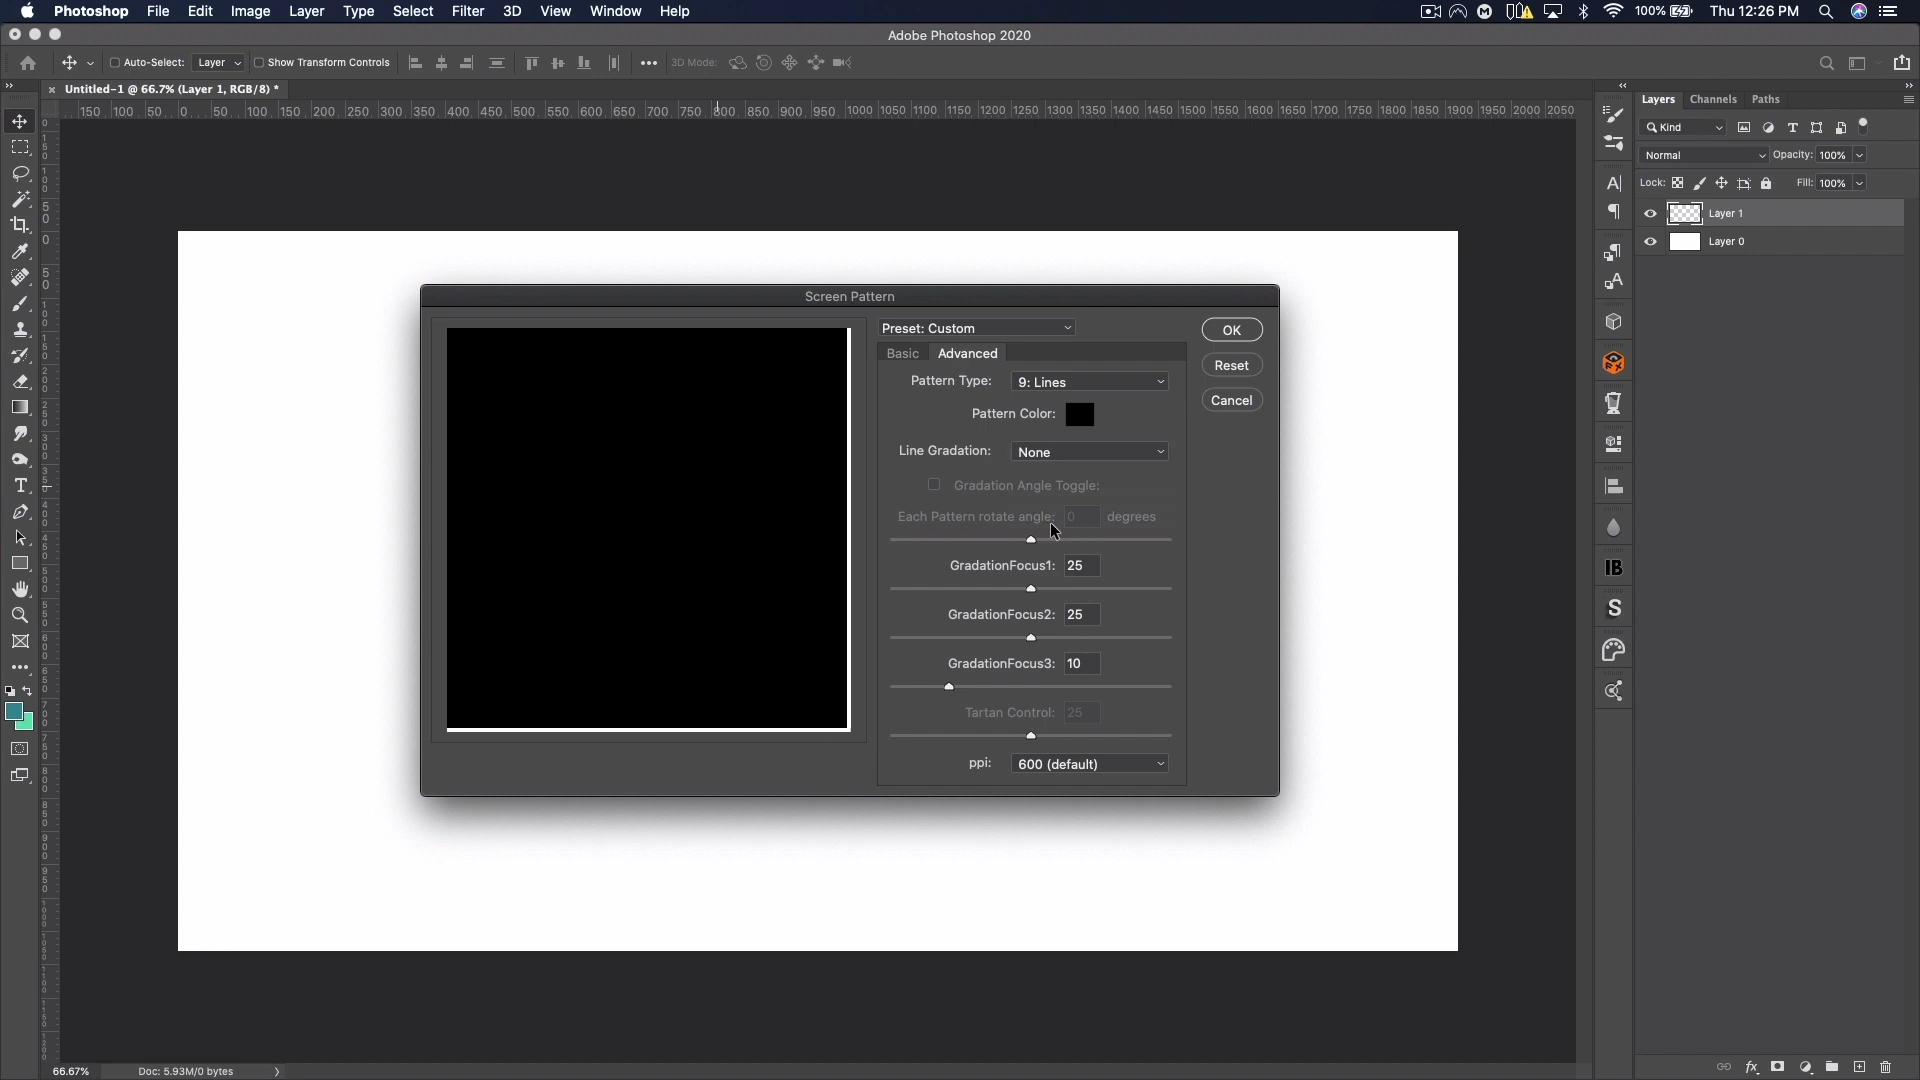 Photoshop File Edit Image Layer Type Select Filter 3D View Window Help 100% Thu 12:26 PM
Adobe Photoshop 2020
Auto-Select: Layer Show Transform Controls 3D Mode:
× Untitled-1 @ 66.7% (Layer 1, RGB/8) *
150 100 50 0 50 100 150 200 250 300 350 400 450 500 550 600 650 700 750 800 850 900 950 1000 1050 1100 1150 1200 1250 1300 1350 1400 1450 1500 1550 1600 1650 1700 1750 1800 1850 1900 1950 2000 2050
Layers Channels Paths
Kind
Normal Opacity: 100%
Lock: Fill: 100%
Layer 1
Layer 0
Screen Pattern
Preset: Custom
OK
Basic Advanced
Reset
Pattern Type: 9: Lines
Cancel
Pattern Color:
Line Gradation: None
Gradation Angle Toggle:
Each Pattern rotate angle: 0 degrees
GradationFocus1: 25
GradationFocus2: 25
GradationFocus3: 10
Tartan Control: 25
ppi: 600 (default)
IB
S
66.67% Doc: 5.93M/0 bytes